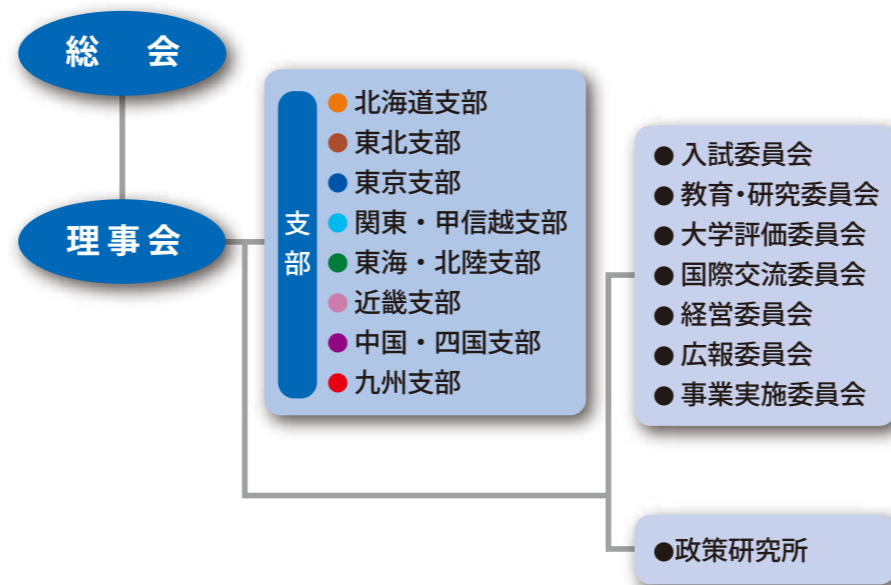 総　会
理事会
支部
●北海道支部
●東北支部
●東京支部
●関東・甲信越支部
●東海・北陸支部
●近畿支部
●中国・四国支部
●九州支部
●入試委員会
●教育・研究委員会
●大学評価委員会
●国際交流委員会
●経営委員会
●広報委員会
●事業実施委員会
●政策研究所